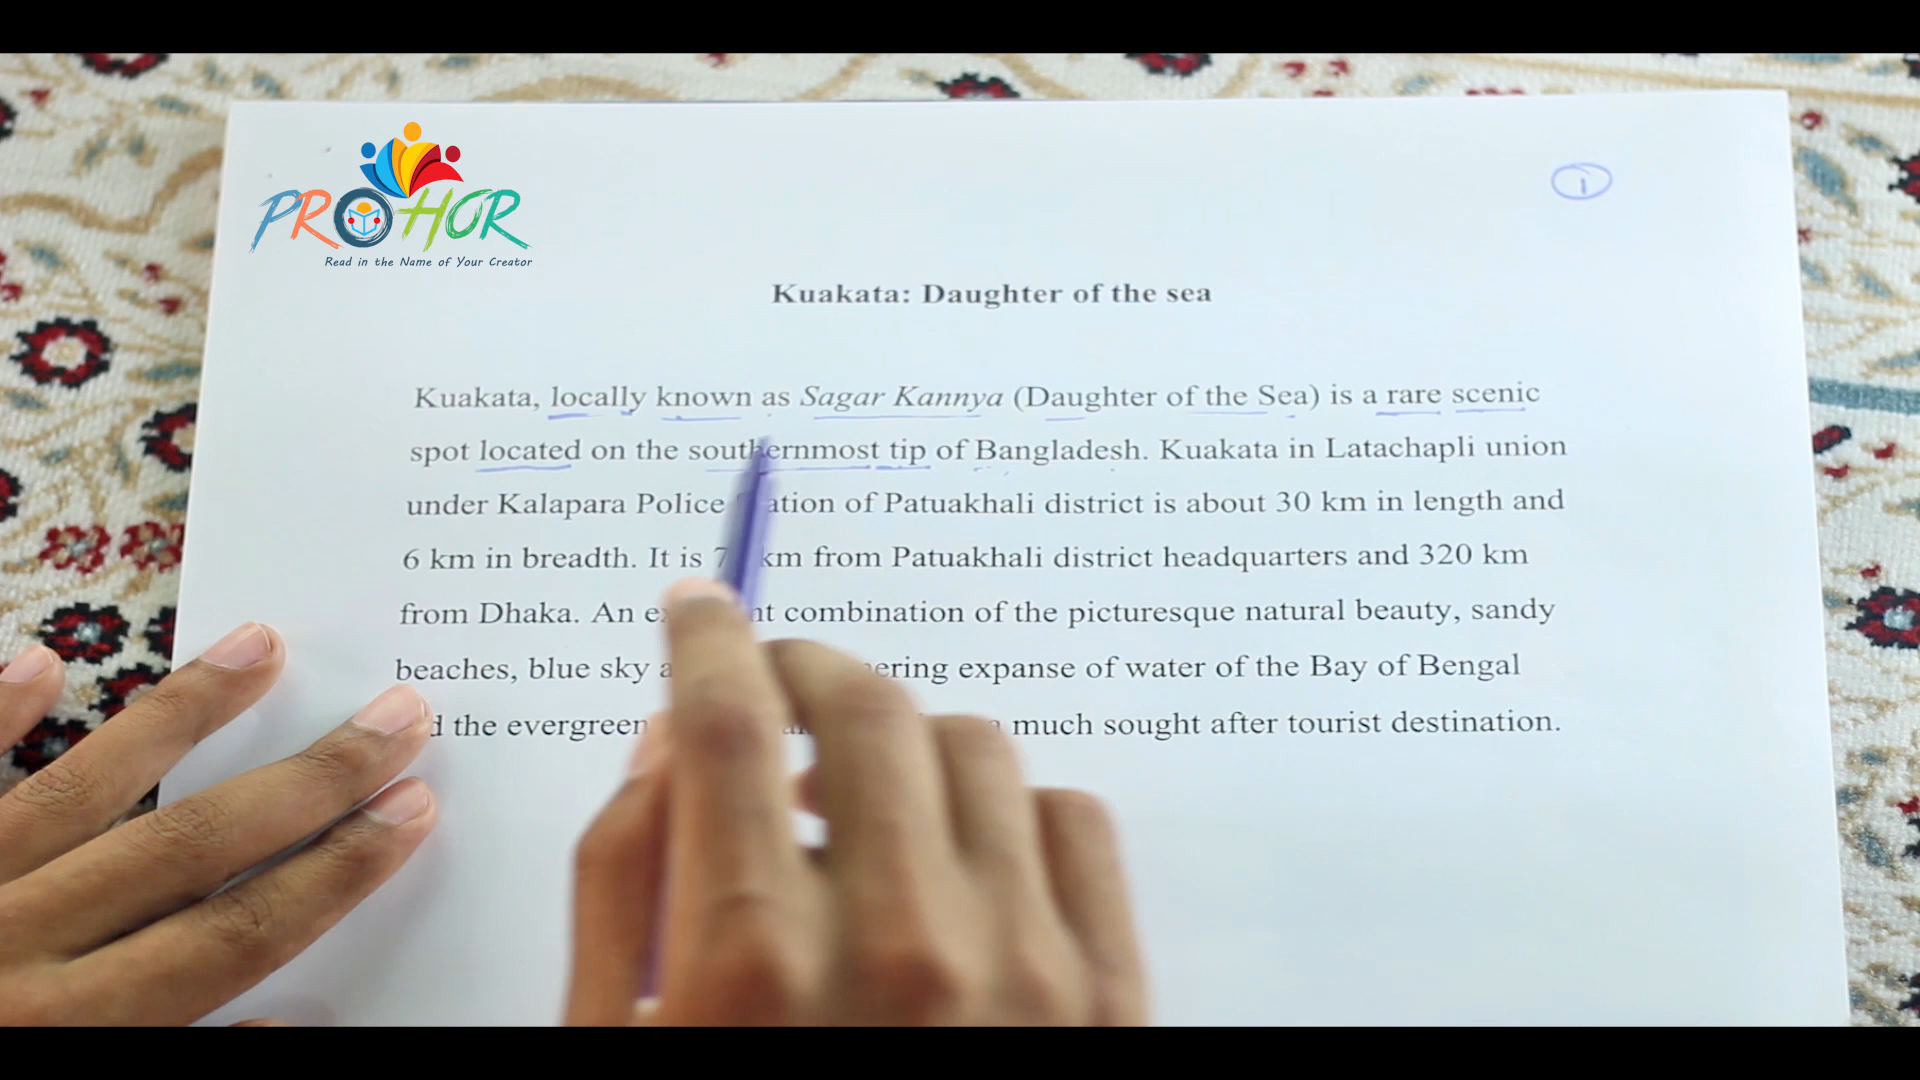 PROHOR
Read in the Name of Your Creator
1
Kuakata: Daughter of the sea
Kuakata, locally known as Sagar Kannya (Daughter of the Sea) is a rare scenic
spot located on the southernmost tip of Bangladesh. Kuakata in Latachapli union
under Kalapara Police of Patuakhali district is about 30 km in length and
6 km in breadth. It is km from Patuakhali district headquarters and 320 km
from Dhaka. An combination of the picturesque natural beauty, sandy
beaches, blue sky expanse of water of the Bay of Bengal
the evergreen much sought after tourist destination.